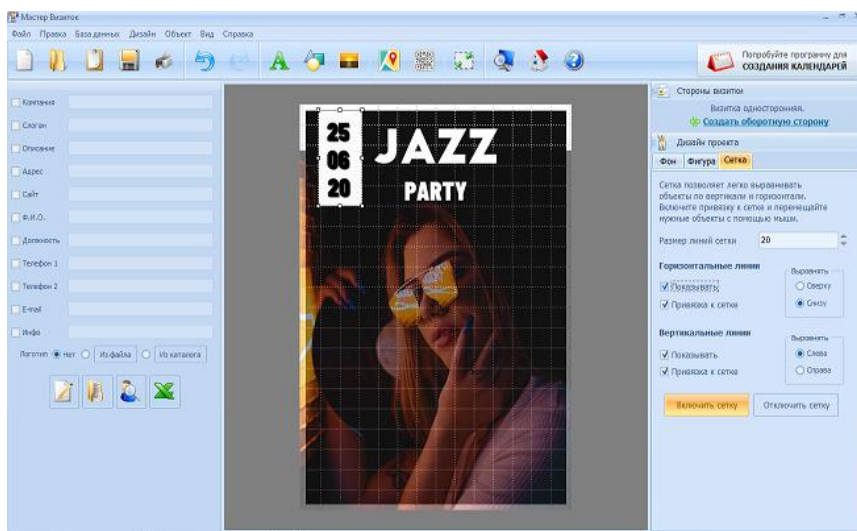 Мастер Визиток
Файл Правка База данных Дизайн Объект Вид Справка
Попробуйте программу для
СОЗДАНИЯ КАЛЕНДАРЕЙ
Компания
Слоган
Описание
Адрес
Сайт
Ф.И.О.
Должность
Телефон 1
Телефон 2
E-mail
Инфо
Логотип нет Из файла Из каталога
25
06
20
JAZZ
PARTY
Стороны визитки
Визитка односторонняя.
Создать оборотную сторону
Дизайн проекта
Фон Фигура Сетка
Сетка позволяет легко выравнивать
объекты по вертикали и горизонтали.
Включите привязку к сетке и перемещайте
нужные объекты с помощью мыши.
Размер линий сетки 20
Горизонтальные линии
Выровнять
Показывать
Сверху
Привязка к сетке
Снизу
Вертикальные линии
Выровнять
Показывать
Слева
Привязка к сетке
Справа
Включить сетку Отключить сетку